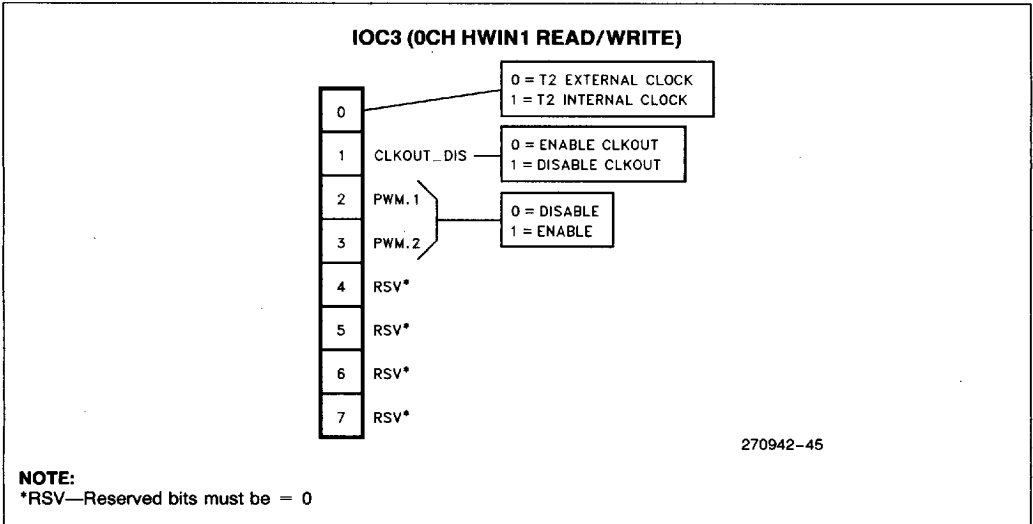 IOC3 (0CH HWIN1 READ/WRITE)
0 = T2 EXTERNAL CLOCK
1 = T2 INTERNAL CLOCK
0
1 CLKOUT_DIS
0 = ENABLE CLKOUT
1 = DISABLE CLKOUT
2 PWM.1
3 PWM.2
0 = DISABLE
1 = ENABLE
4 RSV*
5 RSV*
6 RSV*
7 RSV*
270942-45
NOTE:
*RSV—Reserved bits must be = 0